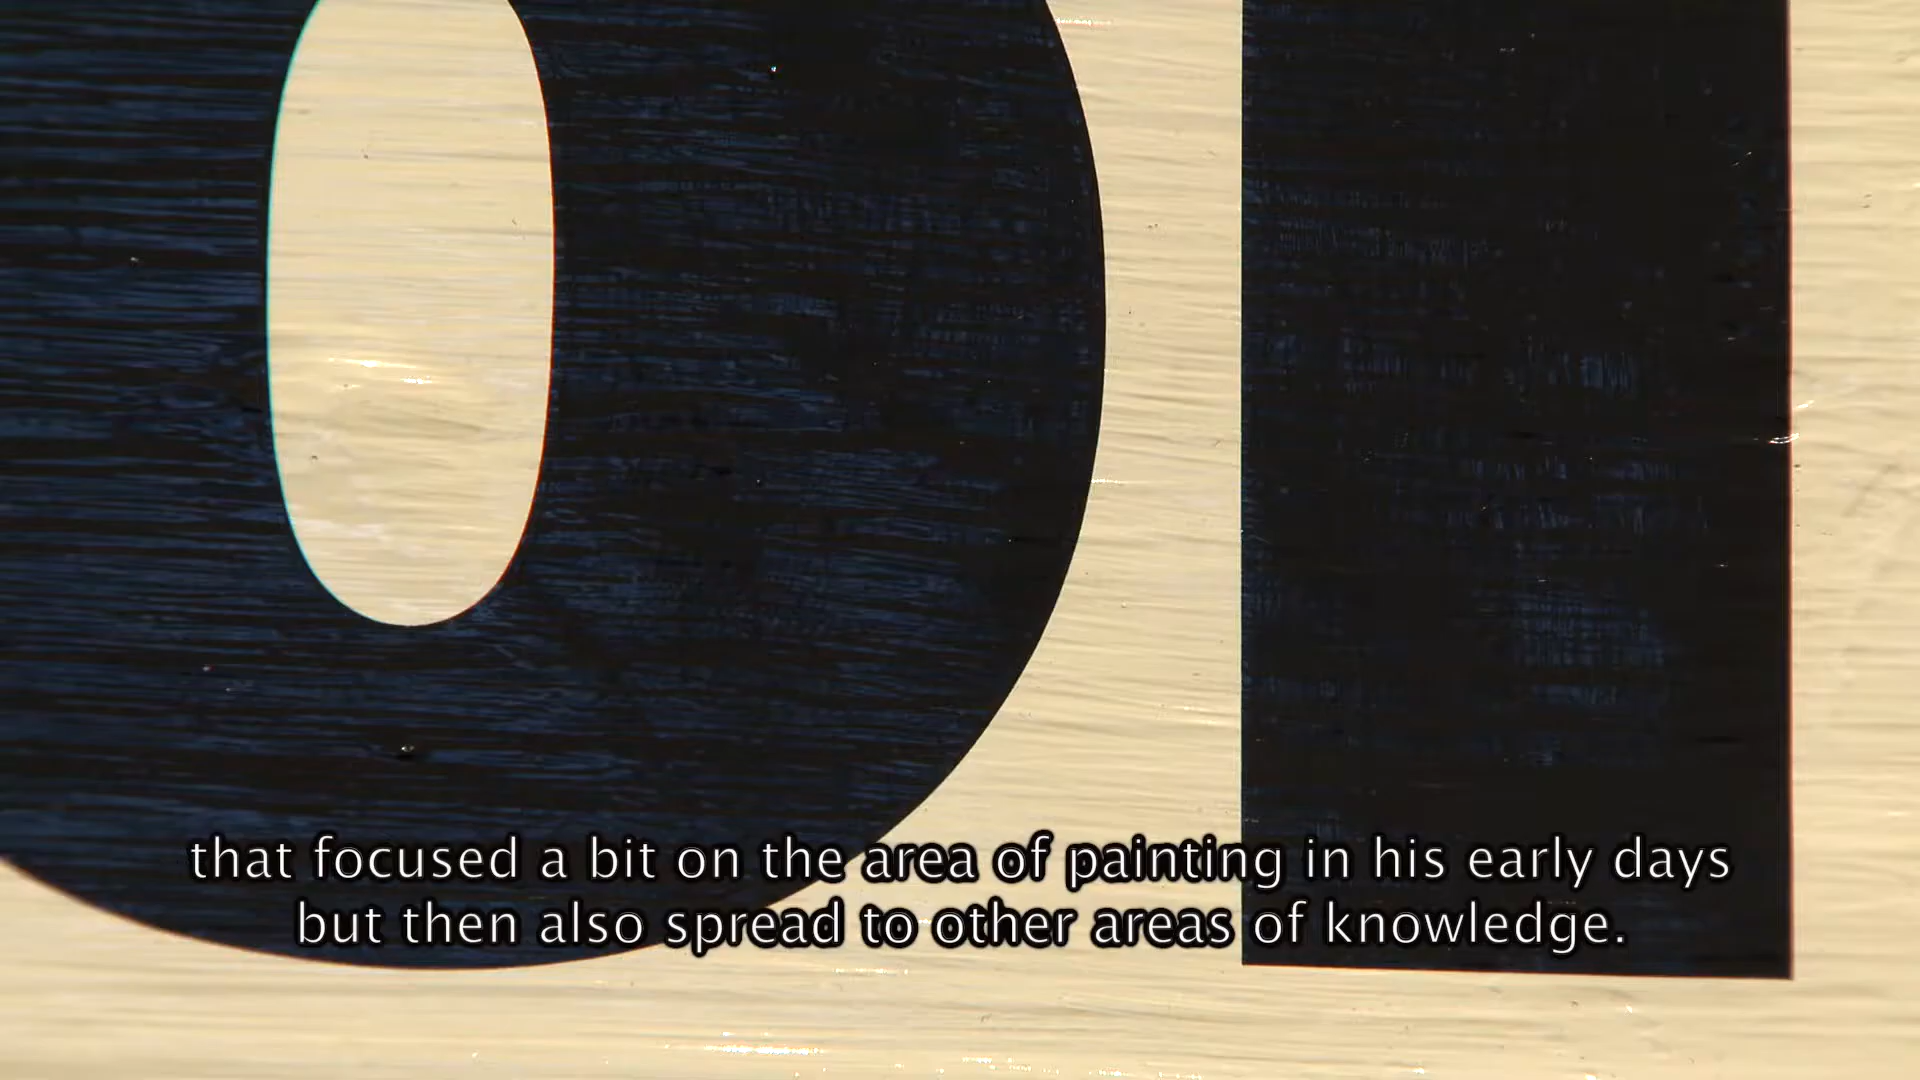 OI
that focused a bit on the area of painting in his early days
but then also spread to other areas of knowledge.